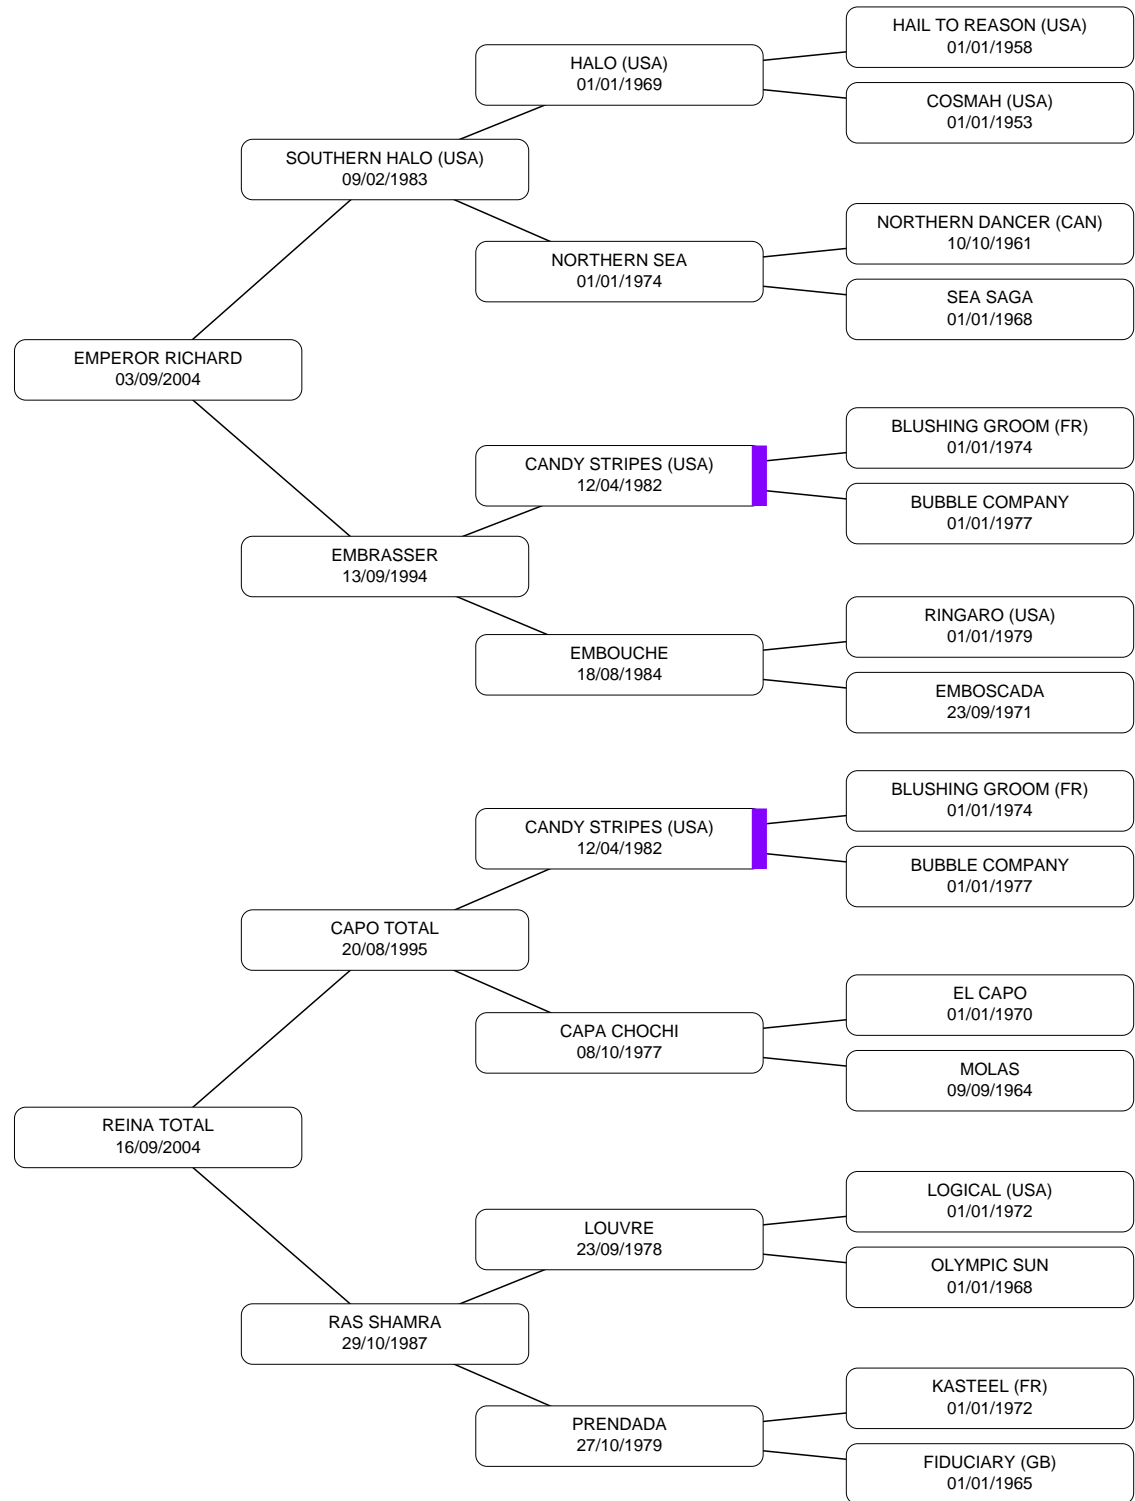 HAIL TO REASON (USA)
01/01/1958
HALO (USA)
01/01/1969
COSMAH (USA)
01/01/1953
SOUTHERN HALO (USA)
09/02/1983
NORTHERN DANCER (CAN)
10/10/1961
NORTHERN SEA
01/01/1974
SEA SAGA
01/01/1968
EMPEROR RICHARD
03/09/2004
BLUSHING GROOM (FR)
01/01/1974
CANDY STRIPES (USA)
12/04/1982
BUBBLE COMPANY
01/01/1977
EMBRASSER
13/09/1994
RINGARO (USA)
01/01/1979
EMBOUCHE
18/08/1984
EMBOSCADA
23/09/1971
BLUSHING GROOM (FR)
01/01/1974
CANDY STRIPES (USA)
12/04/1982
BUBBLE COMPANY
01/01/1977
CAPO TOTAL
20/08/1995
EL CAPO
01/01/1970
CAPA CHOCHI
08/10/1977
MOLAS
09/09/1964
REINA TOTAL
16/09/2004
LOGICAL (USA)
01/01/1972
LOUVRE
23/09/1978
OLYMPIC SUN
01/01/1968
RAS SHAMRA
29/10/1987
KASTEEL (FR)
01/01/1972
PRENDADA
27/10/1979
FIDUCIARY (GB)
01/01/1965